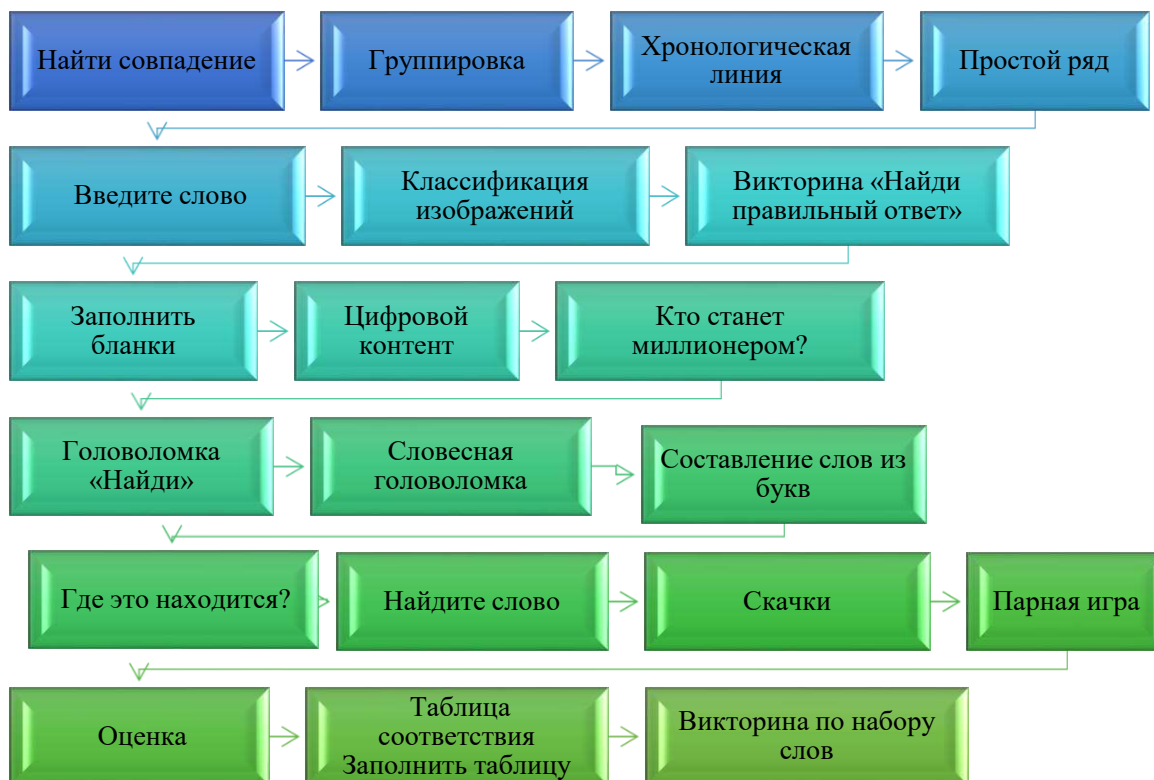 Найти совпадение
Группировка
Хронологическая
линия
Простой ряд
Введите слово
Классификация
изображений
Викторина «Найди
правильный ответ»
Заполнить
бланки
Цифровой
контент
Кто станет
миллионером?
Головоломка
«Найди»
Словесная
головоломка
Составление слов из
букв
Где это находится?
Найдите слово
Скачки
Парная игра
Оценка
Таблица
соответствия
Заполнить таблицу
Викторина по набору
слов